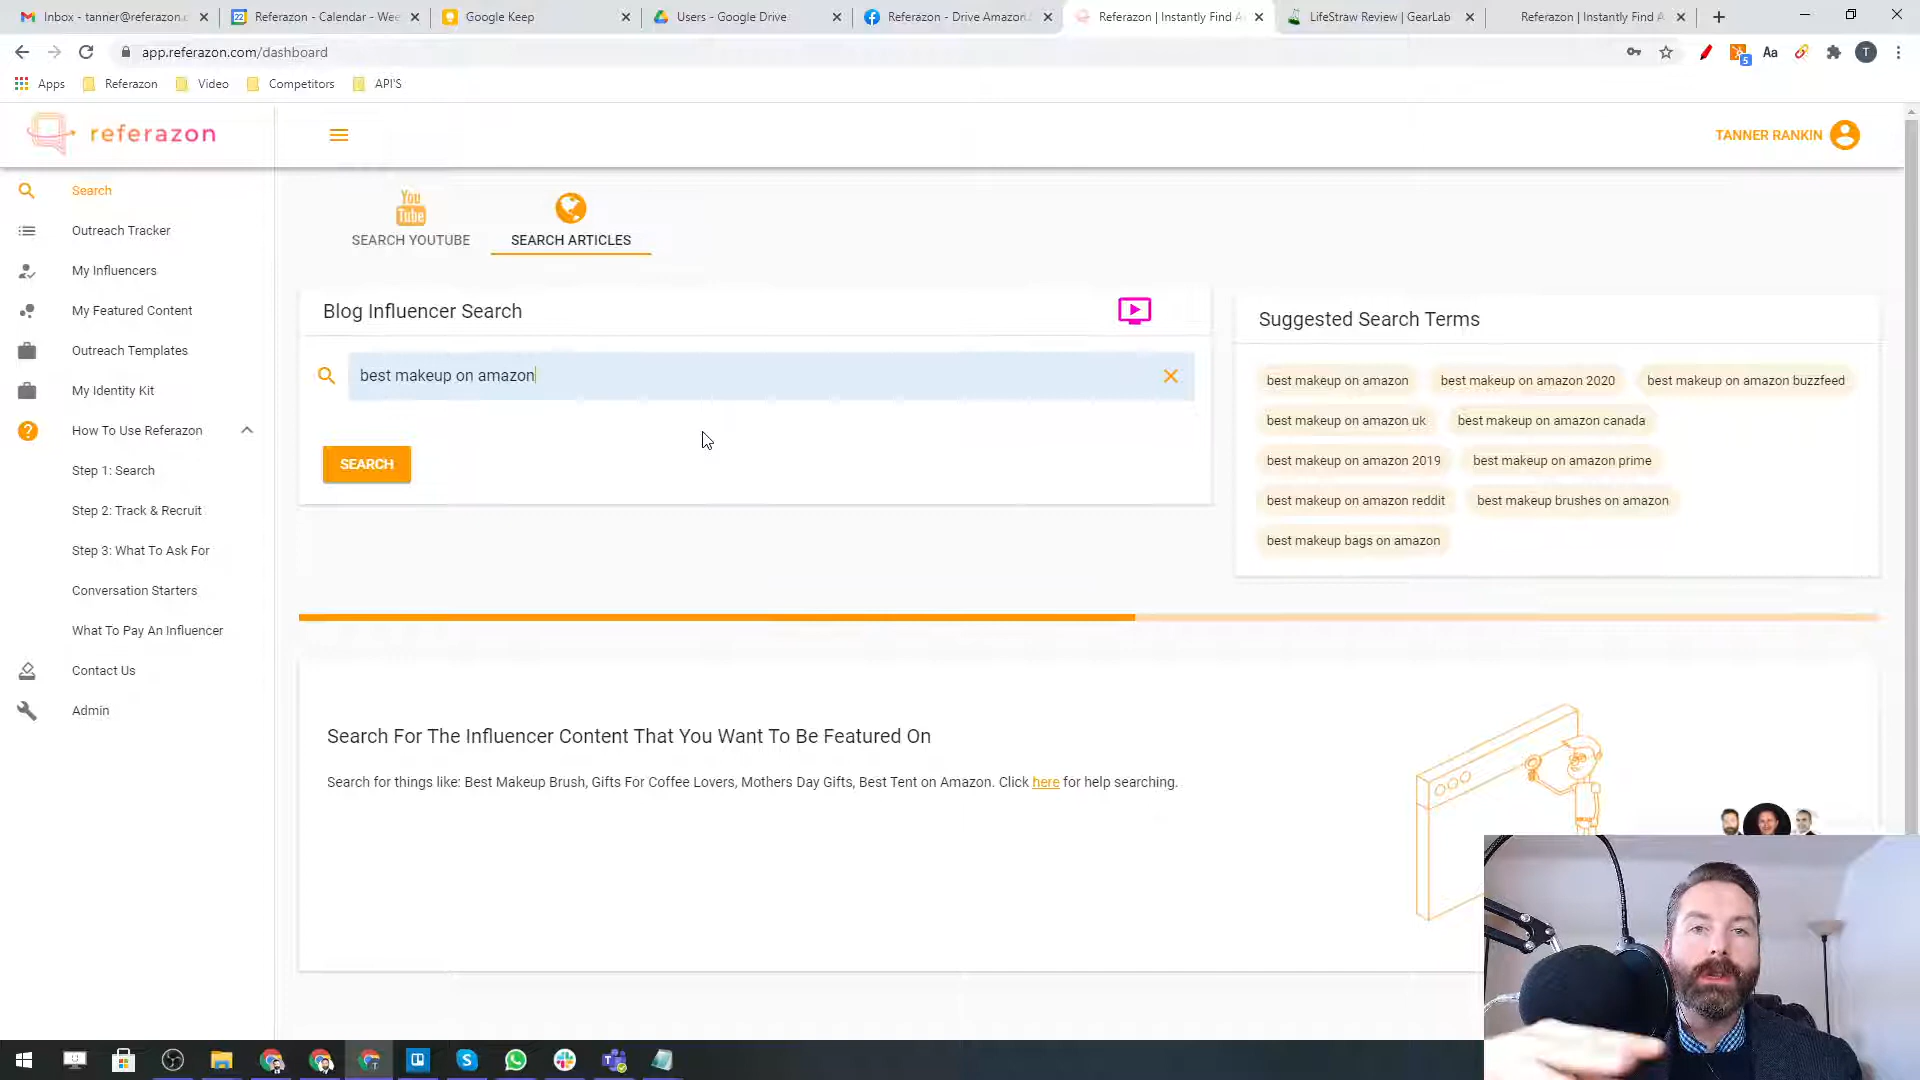 Inbox - tanner@referazon.c
Referazon - Calendar - Wee
Google Keep
Users - Google Drive
Referazon - Drive Amazon
Referazon | Instantly Find A
LifeStraw Review | GearLab
Referazon | Instantly Find A
app.referazon.com/dashboard
5
Aa
T
Apps
Referazon
Video
Competitors
API'S
referazon
TANNER RANKIN
Search
Outreach Tracker
My Influencers
My Featured Content
Outreach Templates
My Identity Kit
How To Use Referazon
Step 1: Search
Step 2: Track & Recruit
Step 3: What To Ask For
Conversation Starters
What To Pay An Influencer
Contact Us
Admin
You
Tube
SEARCH YOUTUBE
SEARCH ARTICLES
Blog Influencer Search
best makeup on amazon
SEARCH
Suggested Search Terms
best makeup on amazon
best makeup on amazon 2020
best makeup on amazon buzzfeed
best makeup on amazon uk
best makeup on amazon canada
best makeup on amazon 2019
best makeup on amazon prime
best makeup on amazon reddit
best makeup brushes on amazon
best makeup bags on amazon
Search For The Influencer Content That You Want To Be Featured On
Search for things like: Best Makeup Brush, Gifts For Coffee Lovers, Mothers Day Gifts, Best Tent on Amazon. Click here for help searching.